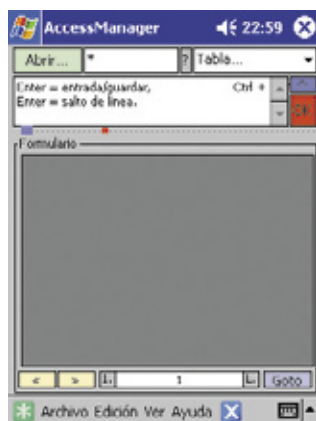 AccessManager 22:59
Abrir... * ? Tabla...
Enter = entrada/guardar, Ctrl +
Enter = salto de linea.
Formulario
< > 1 Goto
Archivo Edición Ver Ayuda